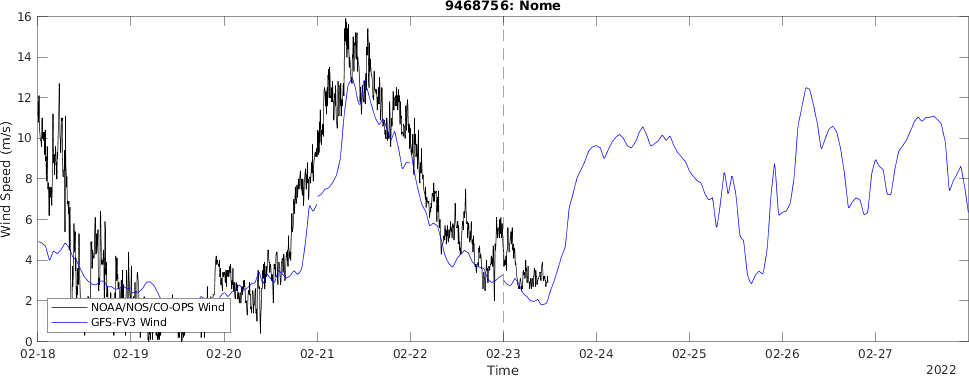 9468756: Nome
16
14
12
10
8
6
4
2
0
Wind Speed (m/s)
NOAA/NOS/CO-OPS Wind
GFS-FV3 Wind
02-18 02-19 02-20 02-21 02-22 02-23 02-24 02-25 02-26 02-27
Time
2022